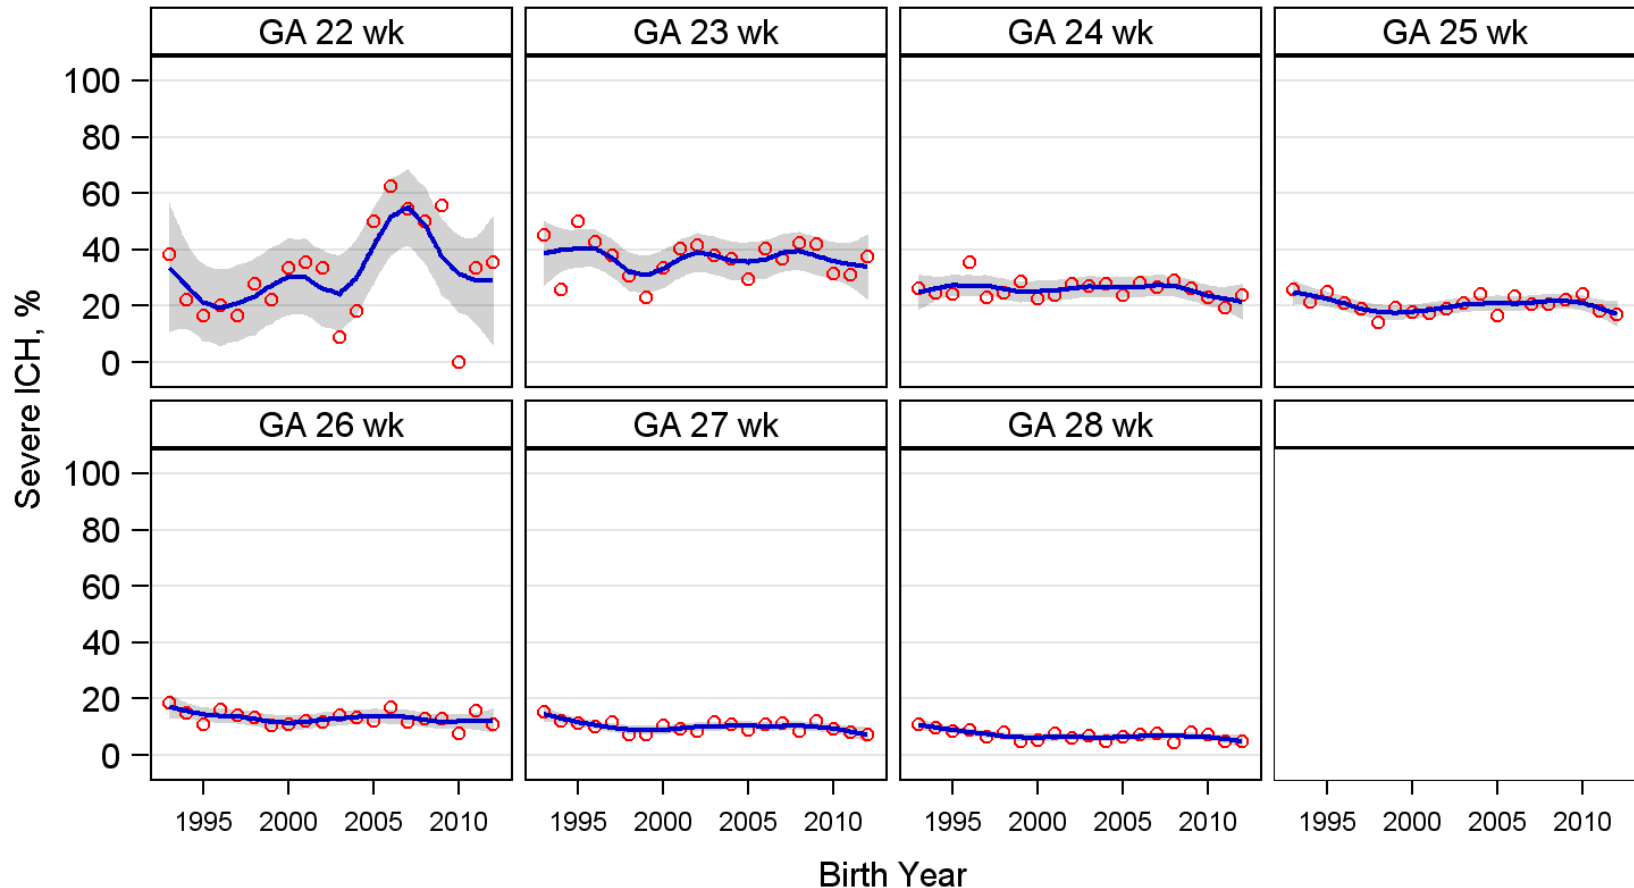 GA 22 wk
GA 23 wk
GA 24 wk
GA 25 wk
100
80
60
40
20
0
Severe ICH, %
GA 26 wk
GA 27 wk
GA 28 wk
100
80
60
40
20
0
1995 2000 2005 2010
1995 2000 2005 2010
1995 2000 2005 2010
1995 2000 2005 2010
Birth Year